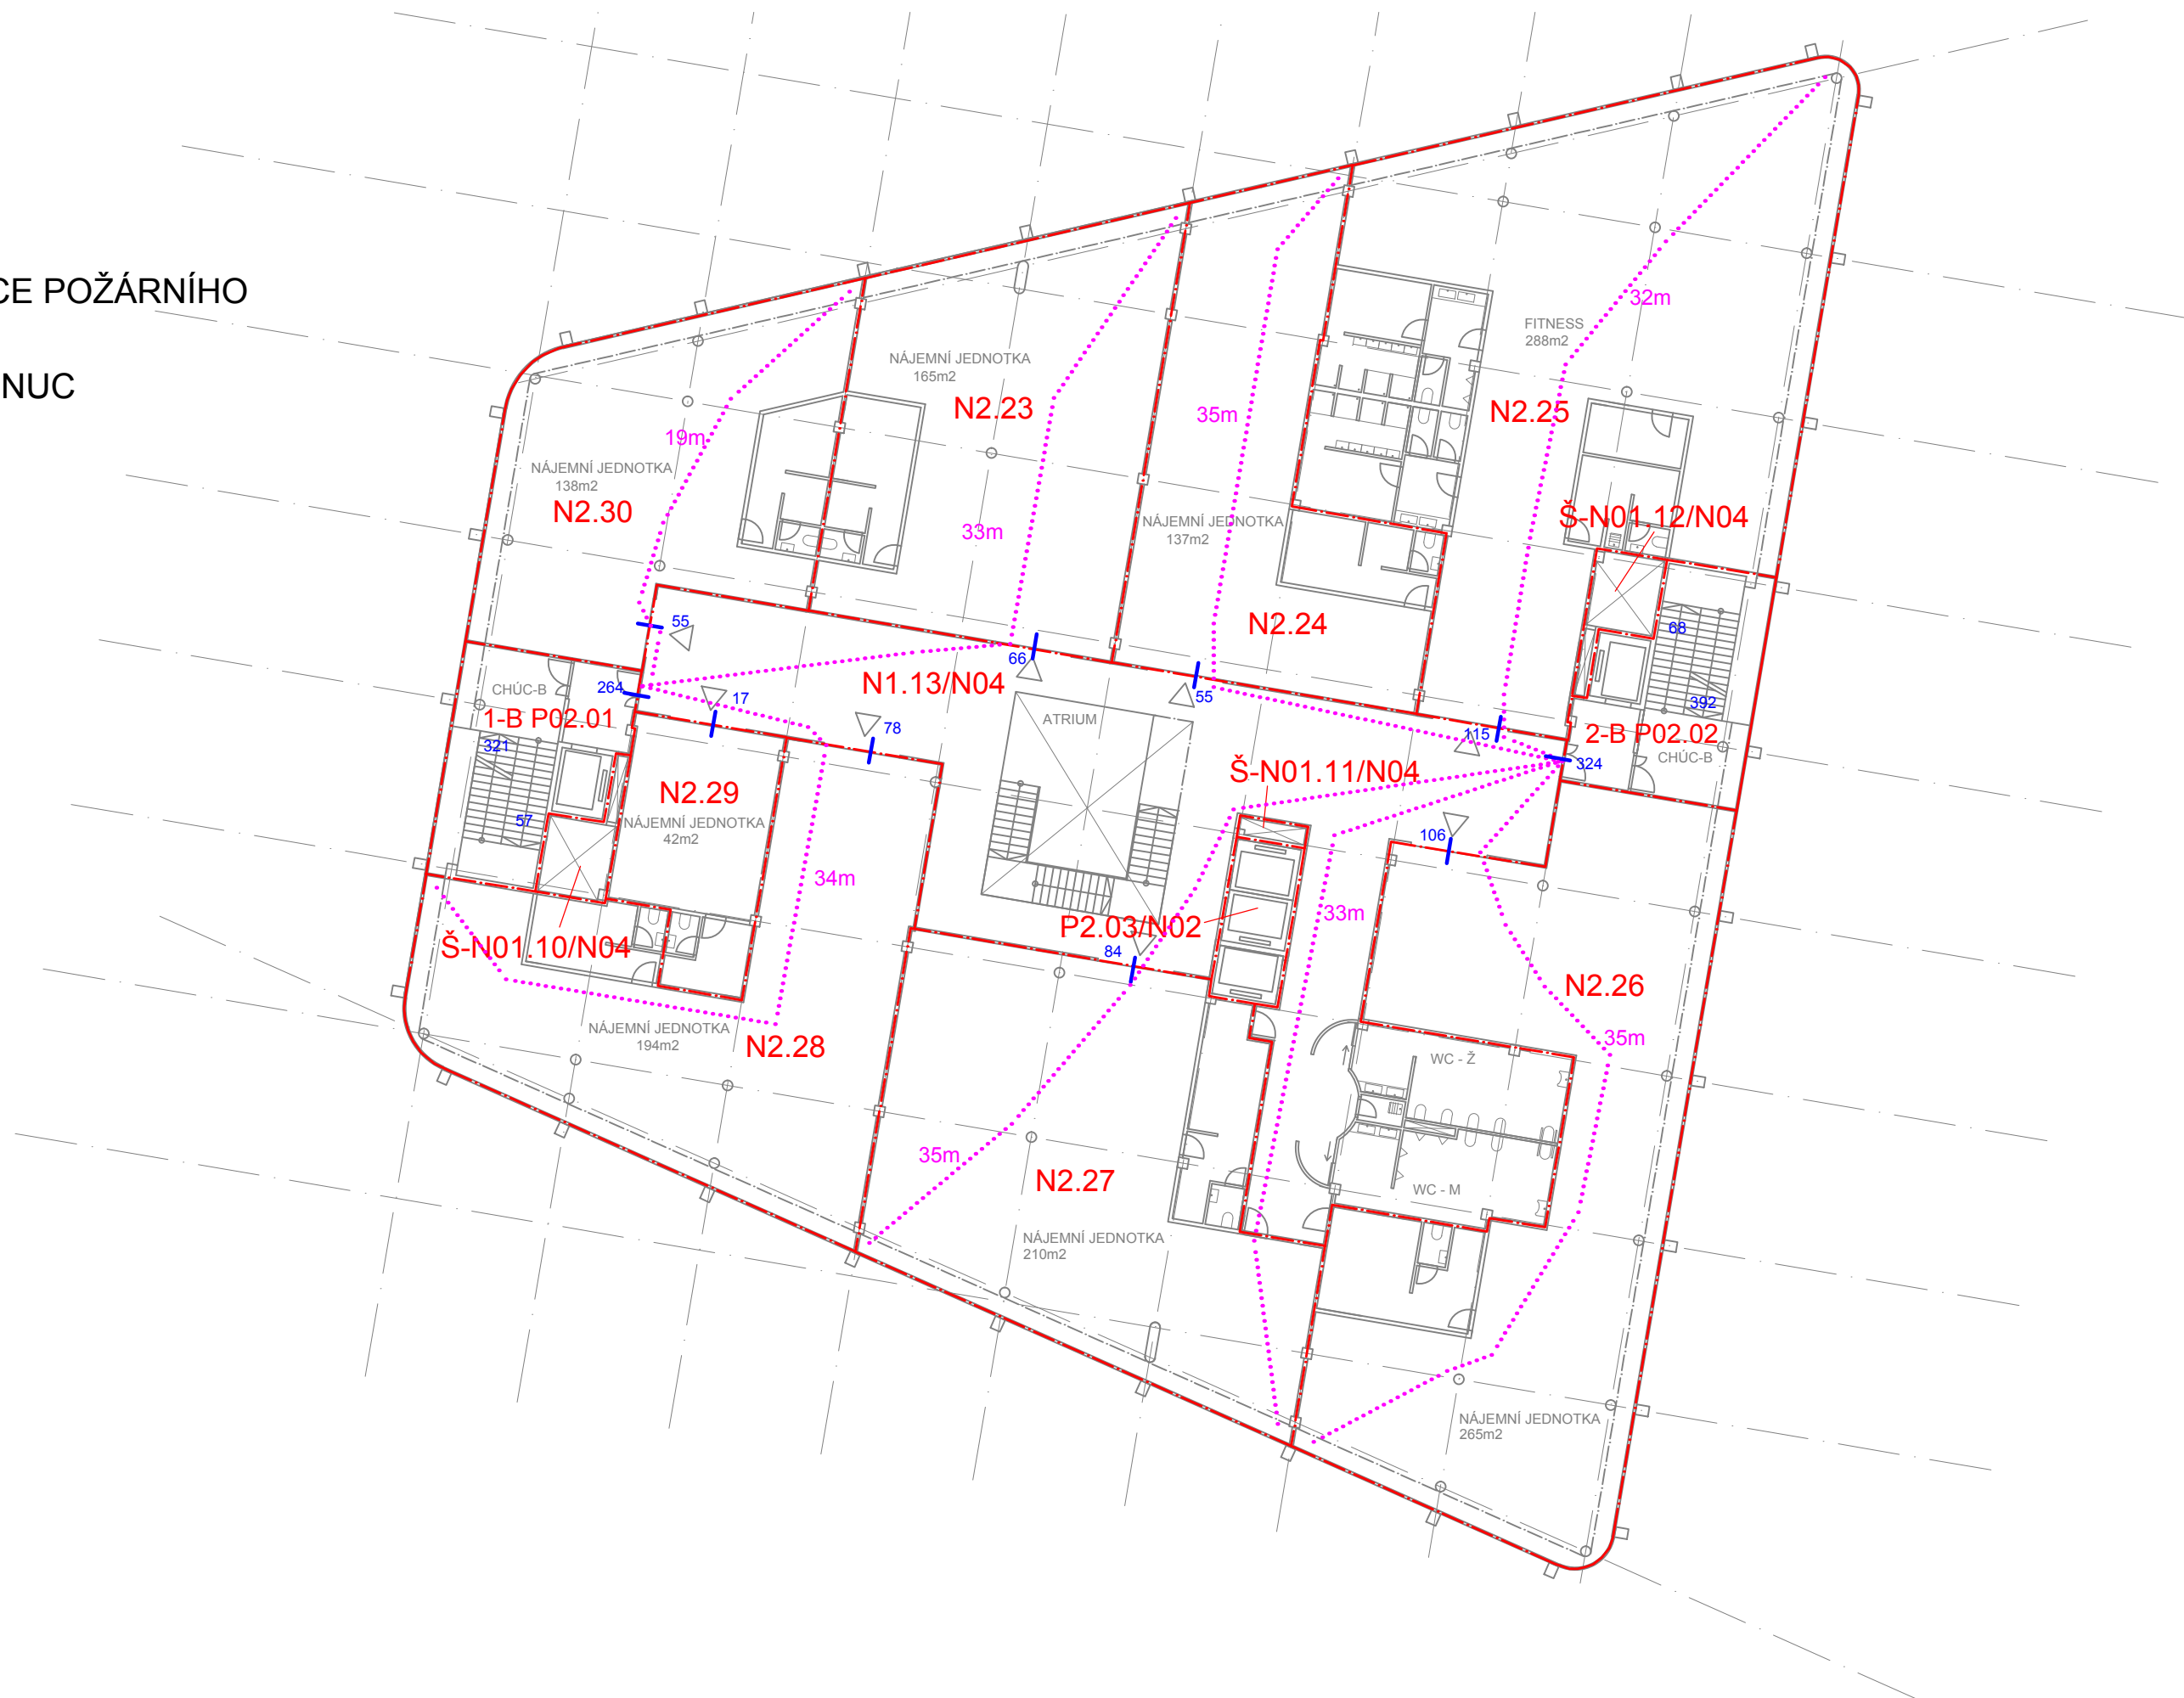 CE POŽÁRNÍHO
NUC
32m
FITNESS
288m2
NÁJEMNÍ JEDNOTKA
165m2
N2.23
35m
N2.25
19m
NÁJEMNÍ JEDNOTKA
138m2
N2.30
33m
NÁJEMNÍ JEDNOTKA
137m2
Š-N01.12/N04
55
N2.24
68
66
CHÚC-B
264
N1.13/N04
17
55
392
1-B P02.01
ATRIUM
78
115
2-B P02.02
321
CHÚC-B
324
Š-N01.11/N04
N2.29
NÁJEMNÍ JEDNOTKA
42m2
57
106
34m
33m
P2.03/N02
Š-N01.10/N04
84
N2.26
NÁJEMNÍ JEDNOTKA
194m2
N2.28
35m
WC - Ž
35m
N2.27
WC - M
NÁJEMNÍ JEDNOTKA
210m2
NÁJEMNÍ JEDNOTKA
265m2